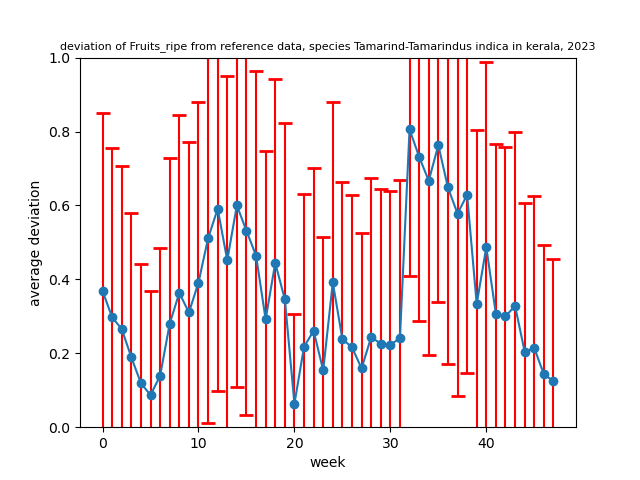 deviation of Fruits_ripe from reference data, species Tamarind-Tamarindus indica in kerala, 2023
1.0
0.8
0.6
0.4
0.2
0.0
average deviation
0 10 20 30 40
week